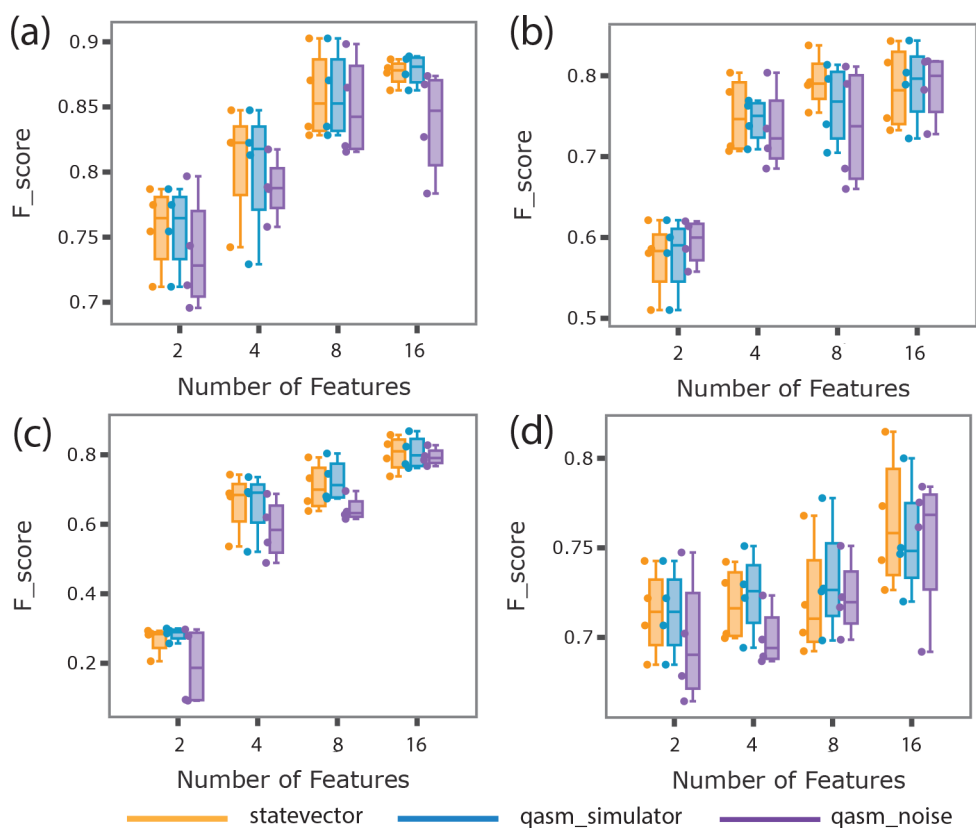 (a)
0.9
0.85
0.8
0.75
0.7
F_score
2 4 8 16
Number of Features
(b)
0.8
0.7
0.6
0.5
F_score
2 4 8 16
Number of Features
(c)
0.8
0.6
0.4
0.2
F_score
2 4 8 16
Number of Features
(d)
0.8
0.75
0.7
F_score
2 4 8 16
Number of Features
statevector qasm_simulator qasm_noise